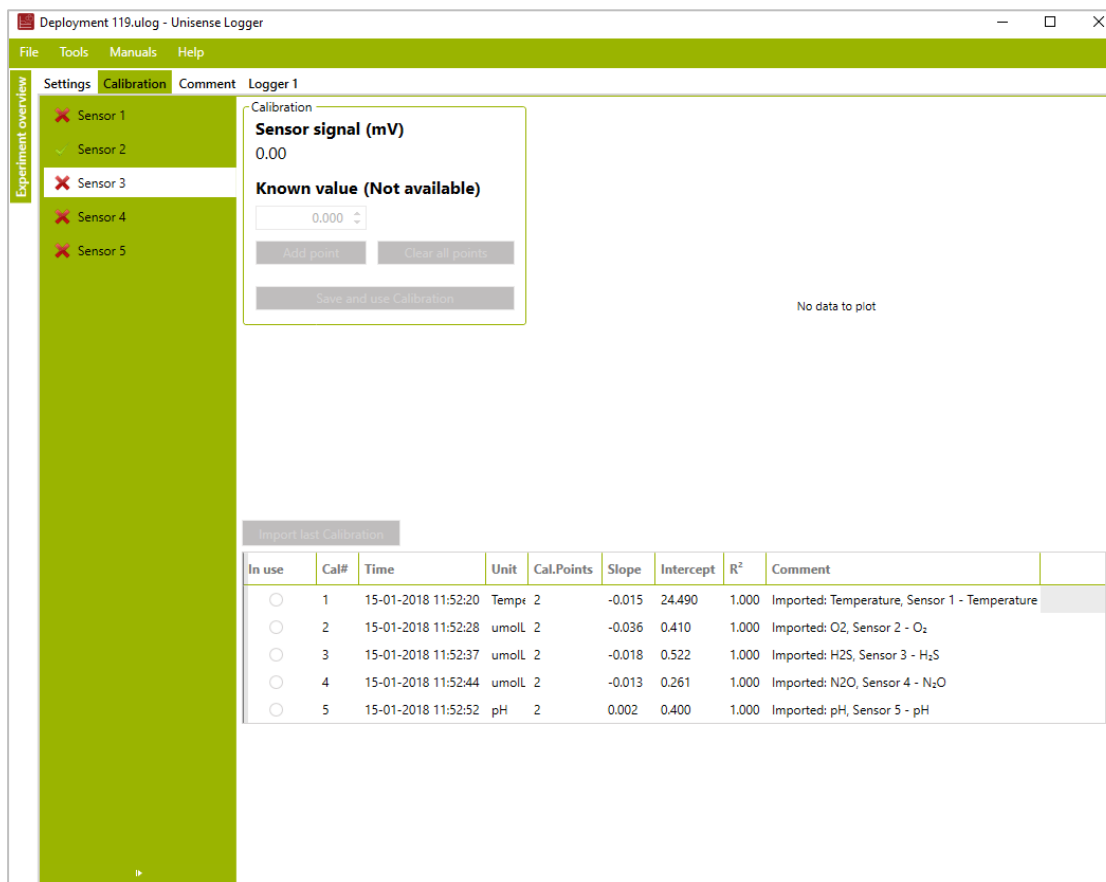 Deployment 119.ulog - Unisense Logger
File Tools Manuals Help
Experiment overview
Settings Calibration Comment Logger 1
Sensor 1
Sensor 2
Sensor 3
Sensor 4
Sensor 5
Calibration
Sensor signal (mV)
0.00
Known value (Not available)
0.000
Add point Clear all points
Save and use Calibration
No data to plot
Import last Calibration
In use Cal# Time Unit Cal.Points Slope Intercept R² Comment
1 15-01-2018 11:52:20 Tempe 2 -0.015 24.490 1.000 Imported: Temperature, Sensor 1 - Temperature
2 15-01-2018 11:52:28 umolL 2 -0.036 0.410 1.000 Imported: O2, Sensor 2 - O₂
3 15-01-2018 11:52:37 umolL 2 -0.018 0.522 1.000 Imported: H2S, Sensor 3 - H₂S
4 15-01-2018 11:52:44 umolL 2 -0.013 0.261 1.000 Imported: N2O, Sensor 4 - N₂O
5 15-01-2018 11:52:52 pH 2 0.002 0.400 1.000 Imported: pH, Sensor 5 - pH